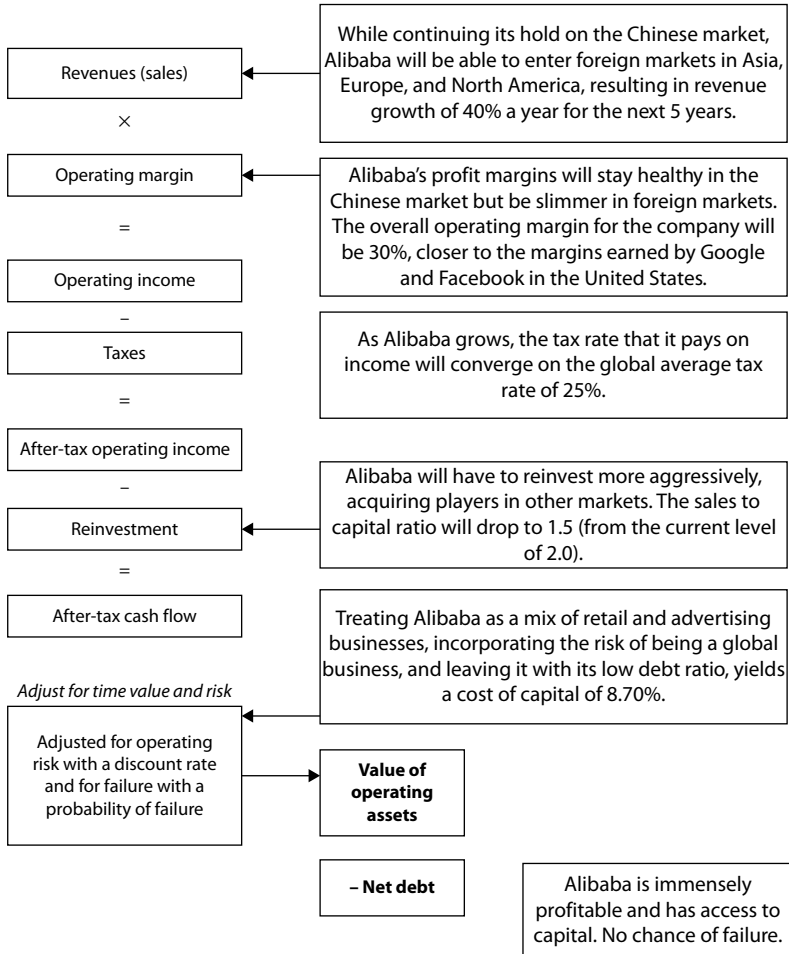 While continuing its hold on the Chinese market,
Alibaba will be able to enter foreign markets in Asia,
Europe, and North America, resulting in revenue
growth of 40% a year for the next 5 years.
Revenues (sales)
×
Operating margin
Alibaba’s profit margins will stay healthy in the
Chinese market but be slimmer in foreign markets.
The overall operating margin for the company will
be 30%, closer to the margins earned by Google
and Facebook in the United States.
=
Operating income
–
Taxes
As Alibaba grows, the tax rate that it pays on
income will converge on the global average tax
rate of 25%.
=
After-tax operating income
–
Reinvestment
Alibaba will have to reinvest more aggressively,
acquiring players in other markets. The sales to
capital ratio will drop to 1.5 (from the current level
of 2.0).
=
After-tax cash flow
Treating Alibaba as a mix of retail and advertising
businesses, incorporating the risk of being a global
business, and leaving it with its low debt ratio, yields
a cost of capital of 8.70%.
Adjust for time value and risk
Adjusted for operating
risk with a discount rate
and for failure with a
probability of failure
Value of
operating
assets
– Net debt
Alibaba is immensely
profitable and has access to
capital. No chance of failure.